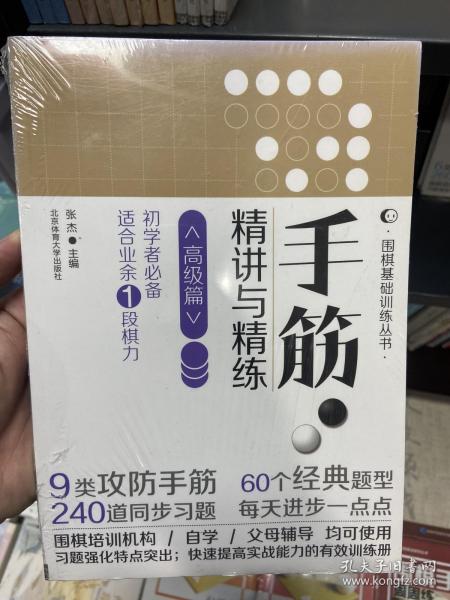 ·围棋基础训练丛书·
手筋
精讲与精练
<高级篇>
初学者必备
适合业余1段棋力
张杰 主编
北京体育大学出版社
9类攻防手筋
60个经典题型
240道同步习题
每天进步一点点
围棋培训机构 / 自学 / 父母辅导 均可使用
习题强化特点突出；快速提高实战能力的有效训练册
孔夫子旧书网
www.kongfz.com